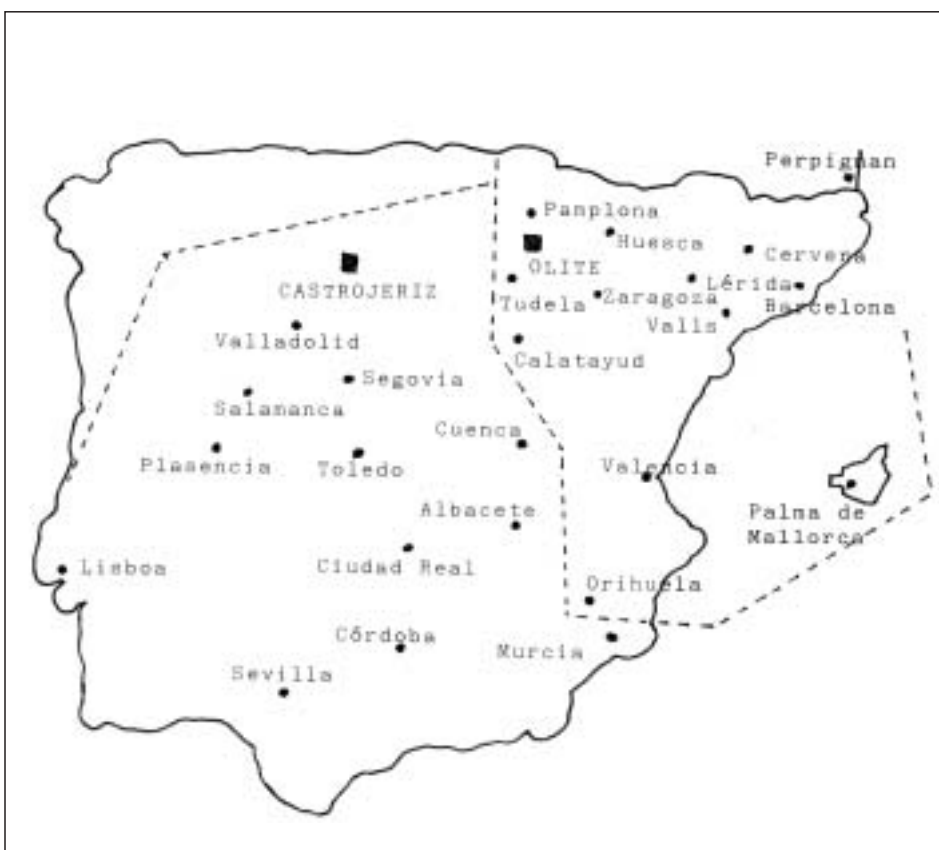 Perpignan
Pamplona
Huesca
Cervera
OLITE
CASTROJERIZ
Tudela
Zaragoza
Lérida
Barcelona
Valls
Valladolid
Calatayud
Segovia
Salamanca
Cuenca
Plasencia
Toledo
Valencia
Albacete
Palma de
Mallorca
Lisboa
Ciudad Real
Orihuela
Córdoba
Murcia
Sevilla